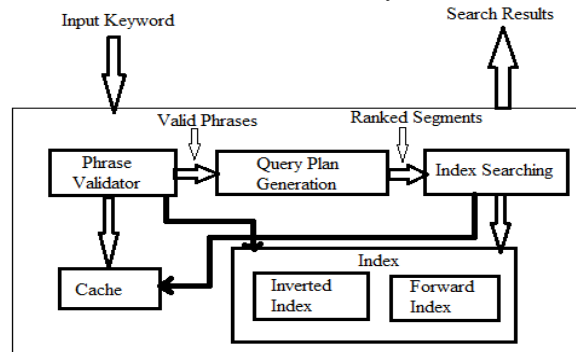 Input Keyword
Search Results
Valid Phrases
Ranked Segments
Phrase
Validator
Query Plan
Generation
Index Searching
Index
Cache
Inverted
Index
Forward
Index